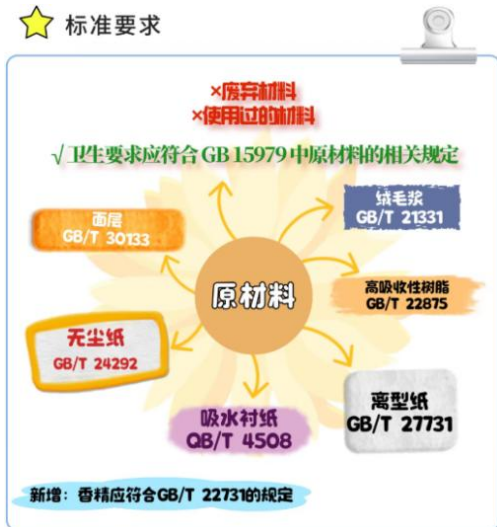 标准要求
×废弃材料
×使用过的材料
√卫生要求应符合GB 15979中原材料的相关规定
绒毛浆
GB/T 21331
面层
GB/T 30133
原材料
高吸收性树脂
GB/T 22875
无尘纸
GB/T 24292
离型纸
GB/T 27731
吸水衬纸
QB/T 4508
新增：香精应符合GB/T 22731的规定